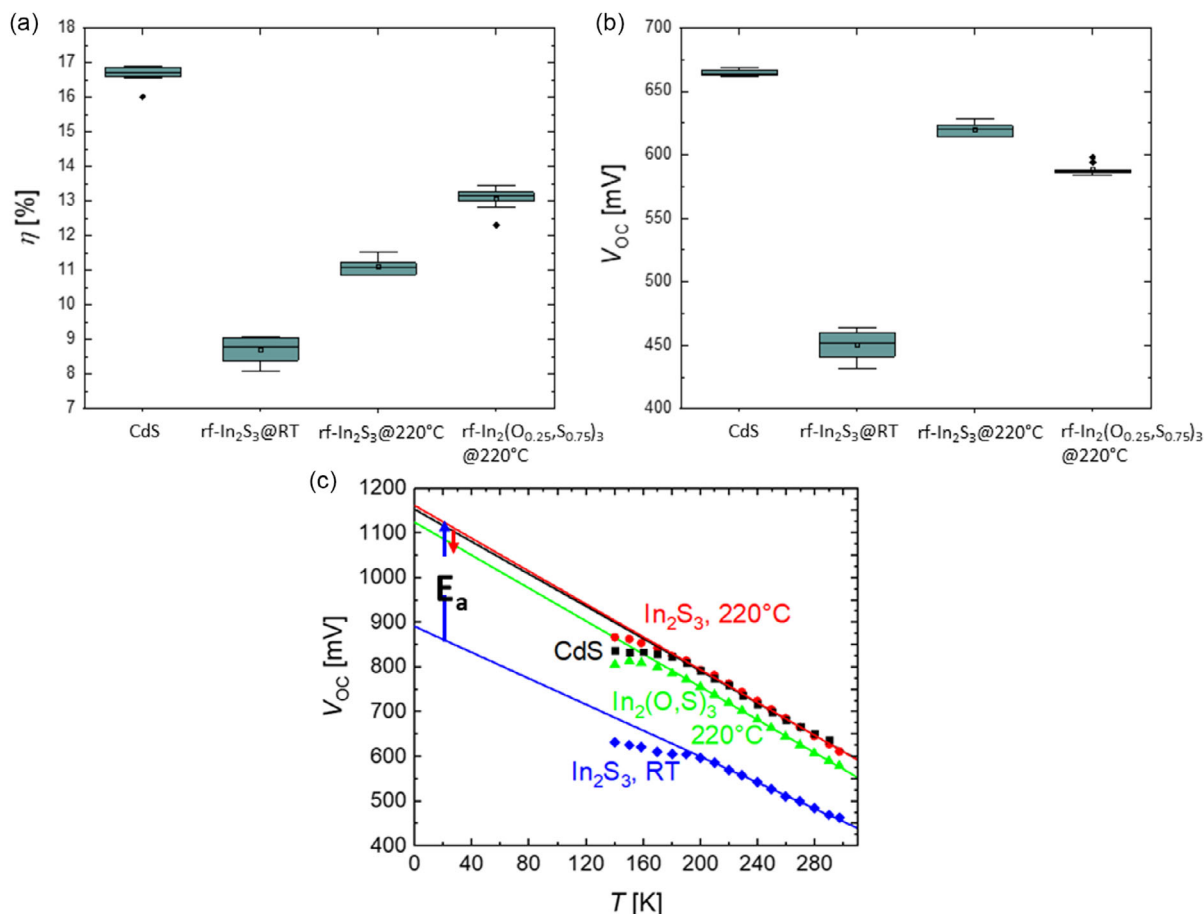 (a)
18
17
16
15
14
13
12
11
10
9
8
7
η [%]
CdS
rf-In₂S₃@RT
rf-In₂S₃@220°C
rf-In₂(O₀.₂₅,S₀.₇₅)₃
@220°C
(b)
700
650
600
550
500
450
400
V_OC [mV]
CdS
rf-In₂S₃@RT
rf-In₂S₃@220°C
rf-In₂(O₀.₂₅,S₀.₇₅)₃
@220°C
(c)
1200
1100
1000
900
800
700
600
500
400
V_OC [mV]
Eₐ
In₂S₃, 220°C
CdS
In₂(O,S)₃
220°C
In₂S₃, RT
0
40
80
120
160
200
240
280
T [K]